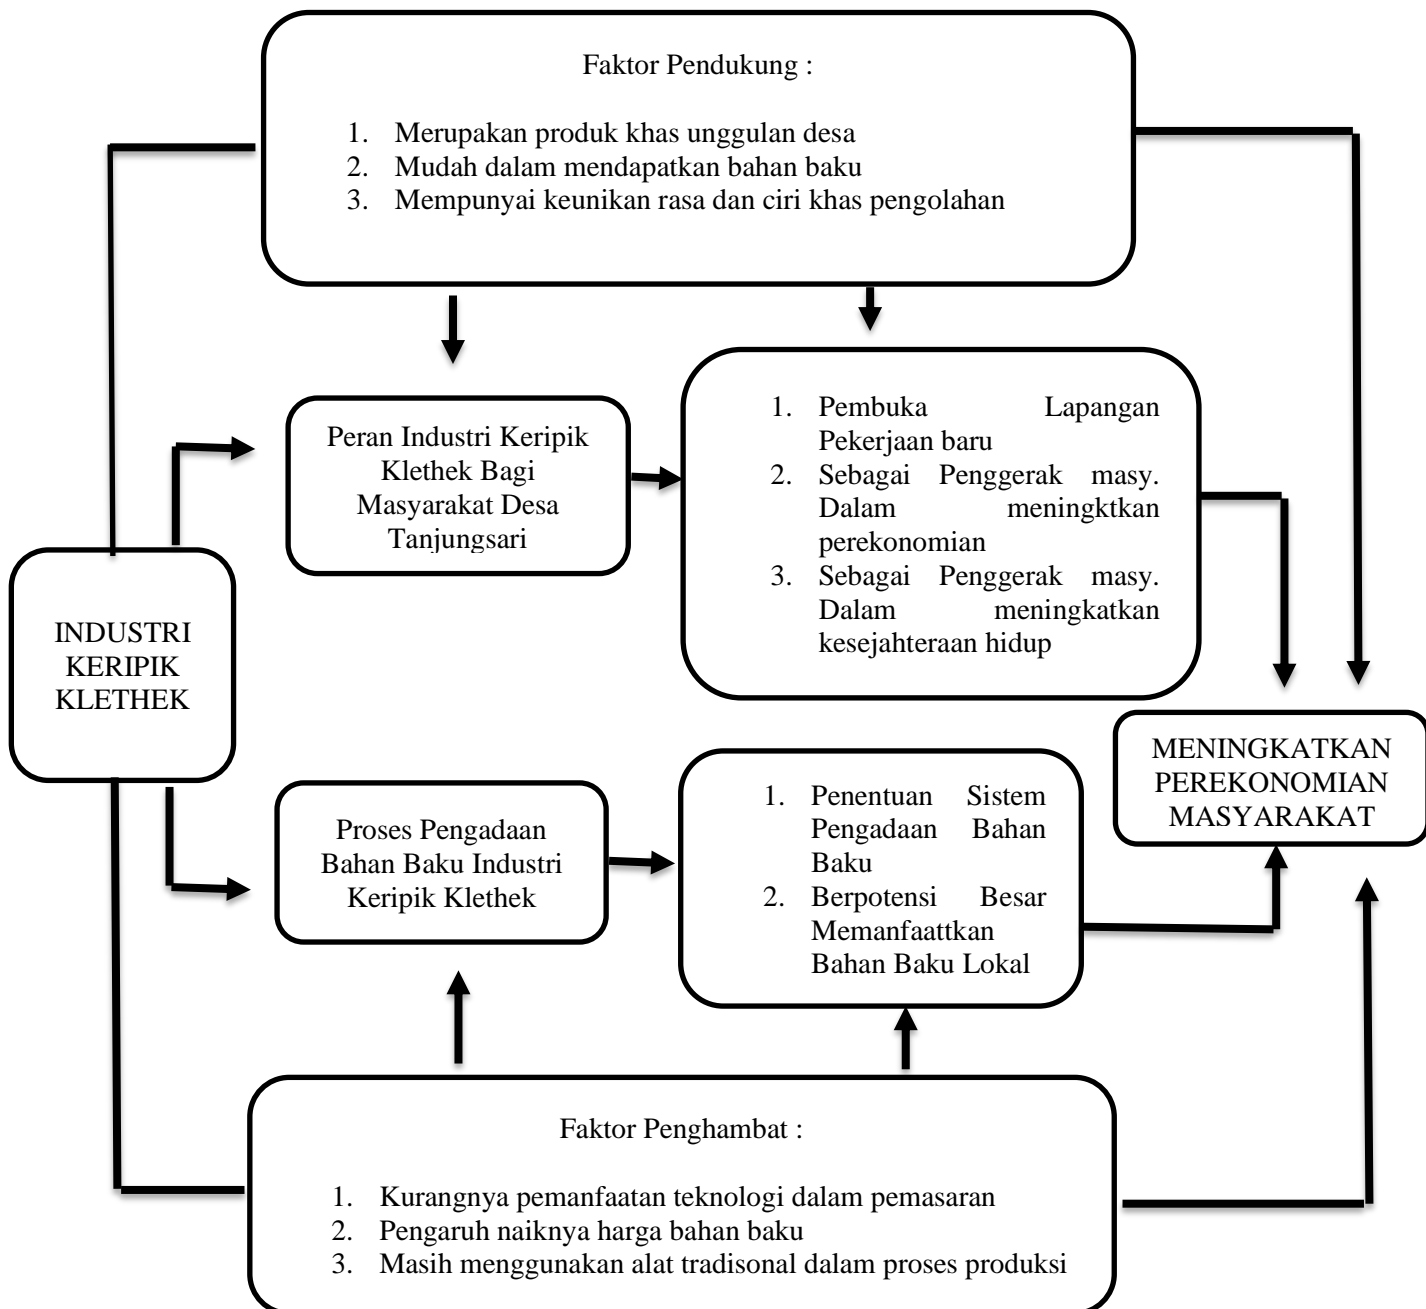 Faktor Pendukung :
1. Merupakan produk khas unggulan desa
2. Mudah dalam mendapatkan bahan baku
3. Mempunyai keunikan rasa dan ciri khas pengolahan
Peran Industri Keripik
Klethek Bagi
Masyarakat Desa
Tanjungsari
1. Pembuka Lapangan
Pekerjaan baru
2. Sebagai Penggerak masy.
Dalam meningktkan
perekonomian
3. Sebagai Penggerak masy.
Dalam meningkatkan
kesejahteraan hidup
INDUSTRI
KERIPIK
KLETHEK
MENINGKATKAN
PEREKONOMIAN
MASYARAKAT
Proses Pengadaan
Bahan Baku Industri
Keripik Klethek
1. Penentuan Sistem
Pengadaan Bahan
Baku
2. Berpotensi Besar
Memanfaattkan
Bahan Baku Lokal
Faktor Penghambat :
1. Kurangnya pemanfaatan teknologi dalam pemasaran
2. Pengaruh naiknya harga bahan baku
3. Masih menggunakan alat tradisonal dalam proses produksi